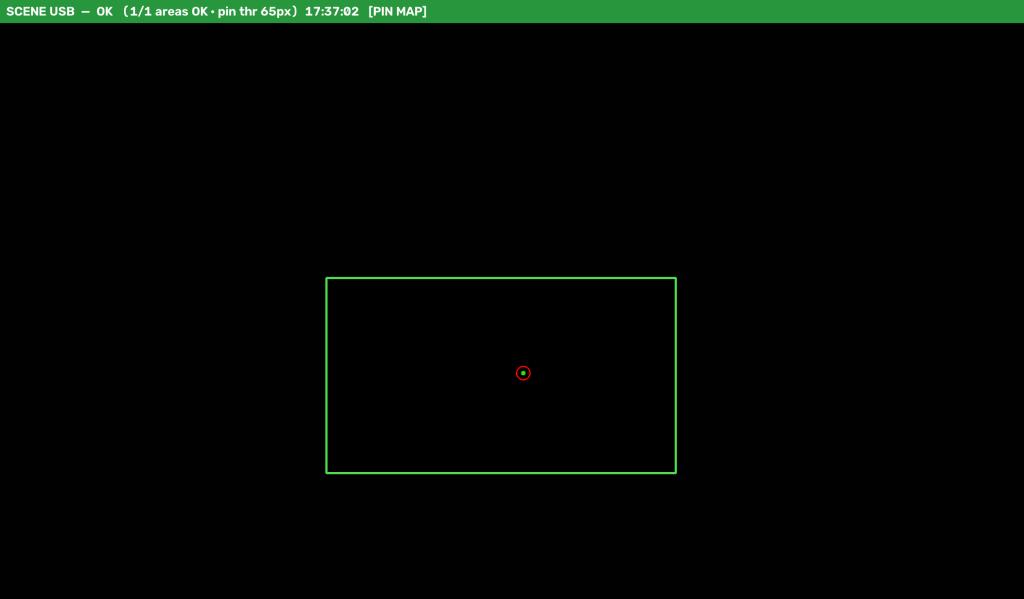 SCENE USB — OK (1/1 areas OK · pin thr 65px) 17:37:02 [PIN MAP]